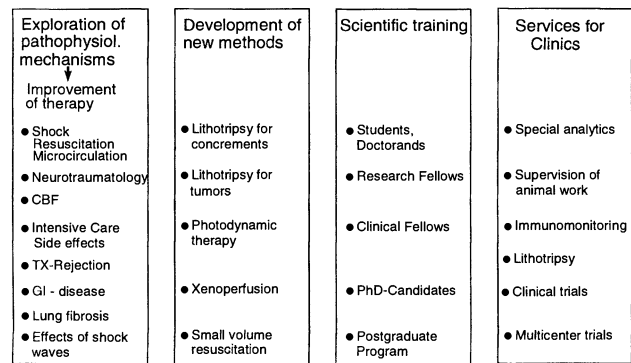 Exploration of
pathophysiol.
mechanisms
Improvement
of therapy
● Shock
Resuscitation
Microcirculation
● Neurotraumatology
● CBF
● Intensive Care
Side effects
● TX-Rejection
● GI - disease
● Lung fibrosis
● Effects of shock
waves
Development of
new methods
● Lithotripsy for
concrements
● Lithotripsy for
tumors
● Photodynamic
therapy
● Xenoperfusion
● Small volume
resuscitation
Scientific training
● Students,
Doctorands
● Research Fellows
● Clinical Fellows
● PhD-Candidates
● Postgraduate
Program
Services for
Clinics
● Special analytics
● Supervision of
animal work
● Immunomonitoring
● Lithotripsy
● Clinical trials
● Multicenter trials